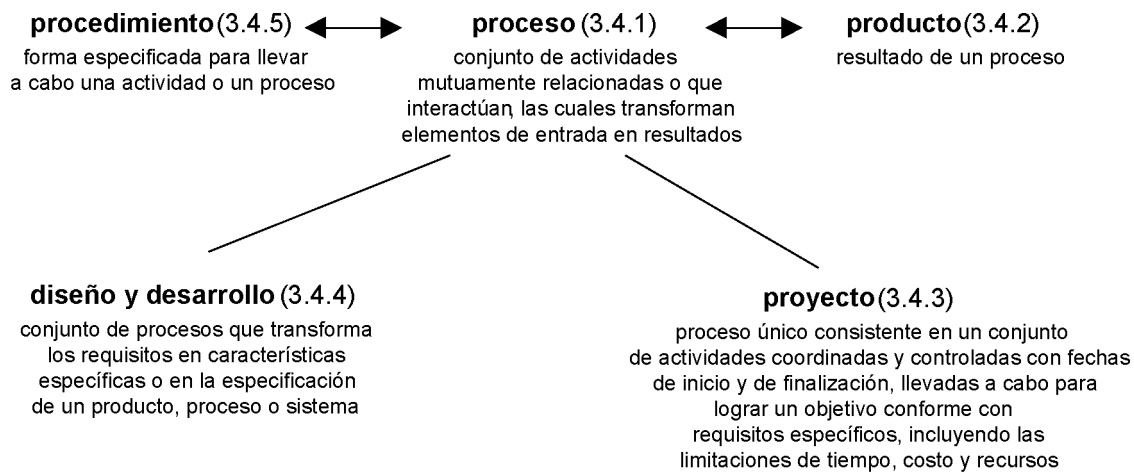 procedimiento (3.4.5)
forma especificada para llevar
a cabo una actividad o un proceso
proceso (3.4.1)
conjunto de actividades
mutuamente relacionadas o que
interactúan, las cuales transforman
elementos de entrada en resultados
producto (3.4.2)
resultado de un proceso
diseño y desarrollo (3.4.4)
conjunto de procesos que transforma
los requisitos en características
específicas o en la especificación
de un producto, proceso o sistema
proyecto (3.4.3)
proceso único consistente en un conjunto
de actividades coordinadas y controladas con fechas
de inicio y de finalización, llevadas a cabo para
lograr un objetivo conforme con
requisitos específicos, incluyendo las
limitaciones de tiempo, costo y recursos